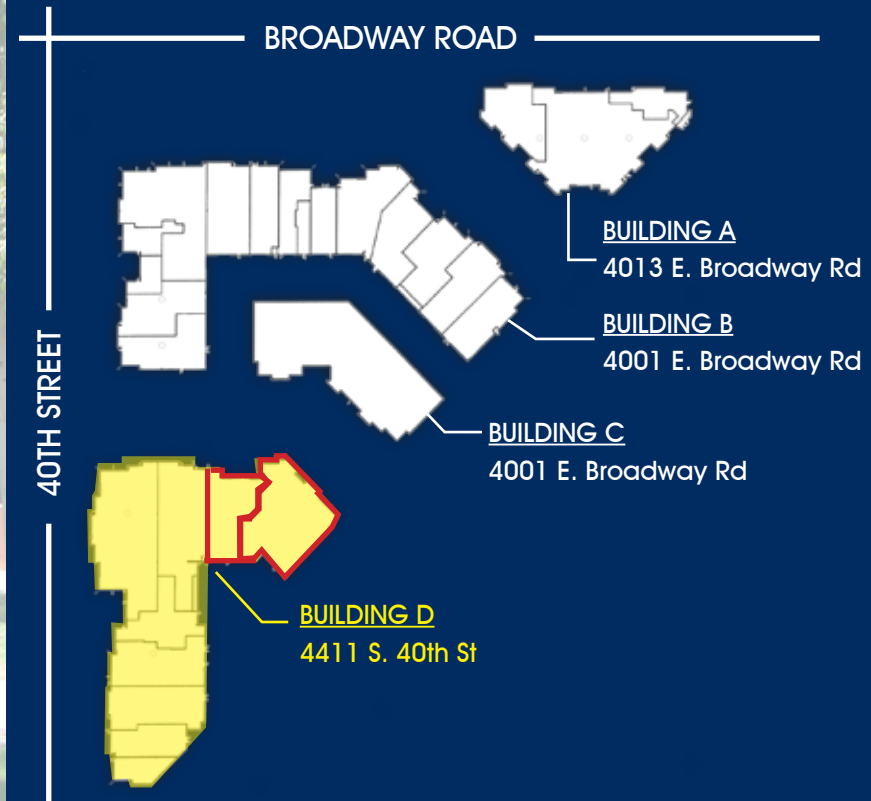 BROADWAY ROAD
40TH STREET
BUILDING A
4013 E. Broadway Rd
BUILDING B
4001 E. Broadway Rd
BUILDING C
4001 E. Broadway Rd
BUILDING D
4411 S. 40th St